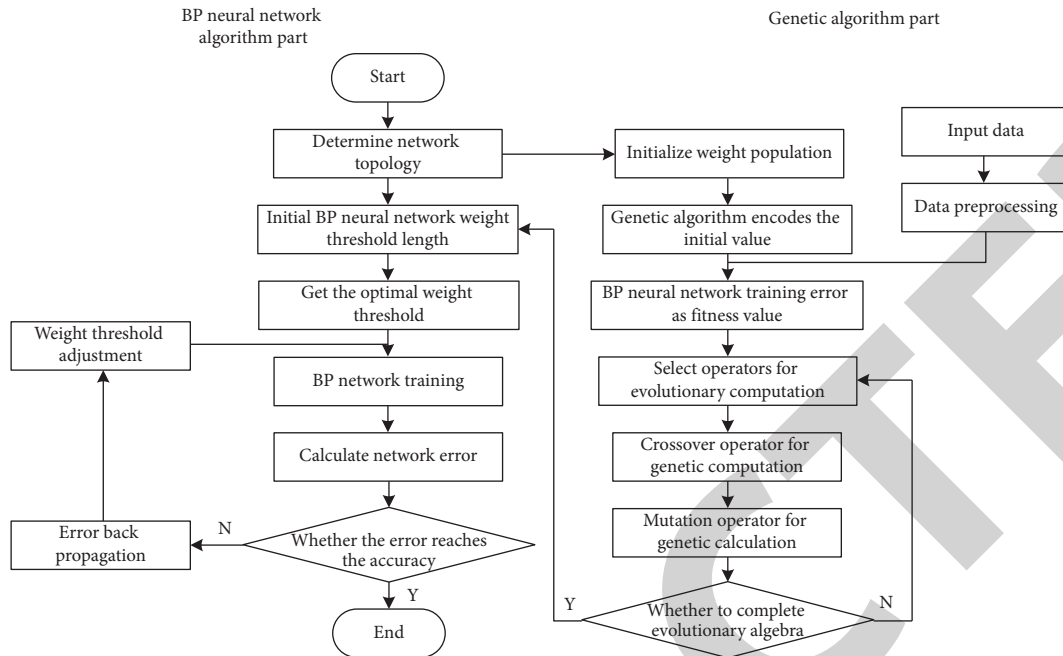 BP neural network
algorithm part
Genetic algorithm part
Start
Determine network
topology
Initialize weight population
Input data
Initial BP neural network weight
threshold length
Genetic algorithm encodes the
initial value
Data preprocessing
Get the optimal weight
threshold
BP neural network training error
as fitness value
Weight threshold
adjustment
BP network training
Select operators for
evolutionary computation
Calculate network error
Crossover operator for
genetic computation
Error back
propagation
N
Whether the error reaches
the accuracy
Mutation operator for
genetic calculation
Y
End
Y
Whether to complete
evolutionary algebra
N
CTE